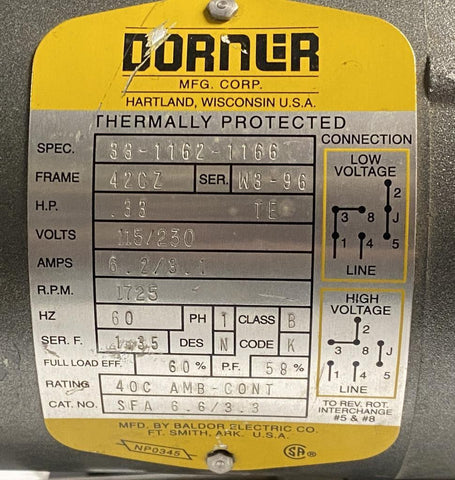 DORNER
MFG. CORP.
HARTLAND, WISCONSIN U.S.A.
THERMALLY PROTECTED
SPEC. 33-1162-1166
FRAME 42CZ SER. W3-96
H.P. .33 TE
VOLTS 115/230
AMPS 6.2/3.1
R.P.M. 1725
HZ 60 PH 1 CLASS B
SER. F. 1.35 DES N CODE K
FULL LOAD EFF. 60 % P.F. 58 %
RATING 40C AMB-CONT
CAT. NO. SFA 6.6/3.3
CONNECTION
LOW
VOLTAGE
2
3 8 J
1 4 5
LINE
HIGH
VOLTAGE
2
3 8 J
1 4 5
LINE
TO REV. ROT.
INTERCHANGE
#5 & #8
MFD. BY BALDOR ELECTRIC CO.
FT. SMITH, ARK. U.S.A.
NP0345
SA